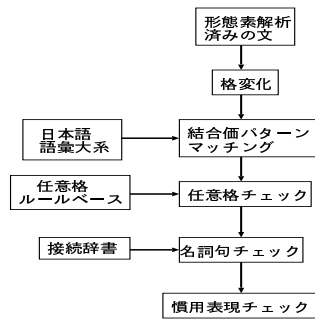 形態素解析
済みの文
格変化
日本語
語彙大系
結合価パターン
マッチング
任意格
ルールベース
任意格チェック
接続辞書
名詞句チェック
慣用表現チェック